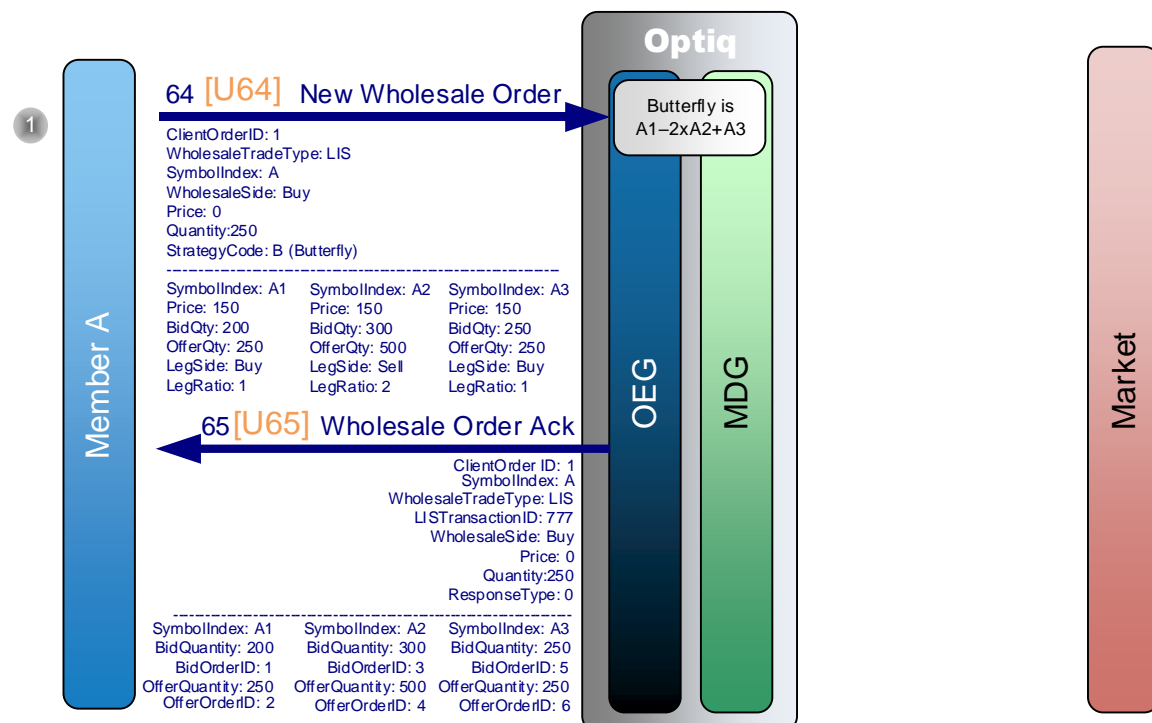 Optiq
64 [U64] New Wholesale Order
Butterfly is
A1–2xA2+A3
1
ClientOrderID: 1
WholesaleTradeType: LIS
SymbolIndex: A
WholesaleSide: Buy
Price: 0
Quantity:250
StrategyCode: B (Butterfly)
SymbolIndex: A1 SymbolIndex: A2 SymbolIndex: A3
Price: 150 Price: 150 Price: 150
BidQty: 200 BidQty: 300 BidQty: 250
OfferQty: 250 OfferQty: 500 OfferQty: 250
LegSide: Buy LegSide: Sell LegSide: Buy
LegRatio: 1 LegRatio: 2 LegRatio: 1
Member A
OEG
MDG
Market
65 [U65] Wholesale Order Ack
ClientOrder ID: 1
SymbolIndex: A
WholesaleTradeType: LIS
LISTransactionID: 777
WholesaleSide: Buy
Price: 0
Quantity:250
ResponseType: 0
SymbolIndex: A1 SymbolIndex: A2 SymbolIndex: A3
BidQuantity: 200 BidQuantity: 300 BidQuantity: 250
BidOrderID: 1 BidOrderID: 3 BidOrderID: 5
OfferQuantity: 250 OfferQuantity: 500 OfferQuantity: 250
OfferOrderID: 2 OfferOrderID: 4 OfferOrderID: 6